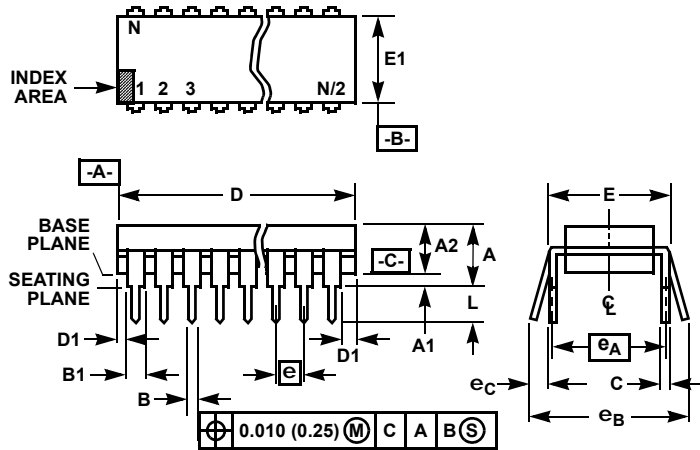 N
E1
INDEX
AREA
1 2 3 N/2
-B-
-A-
D
E
BASE
PLANE
A2
A
-C-
SEATING
PLANE
L
C
L
D1
e
D1
A1
eA
B1
eC
C
B
eB
0.010 (0.25) M C A B S